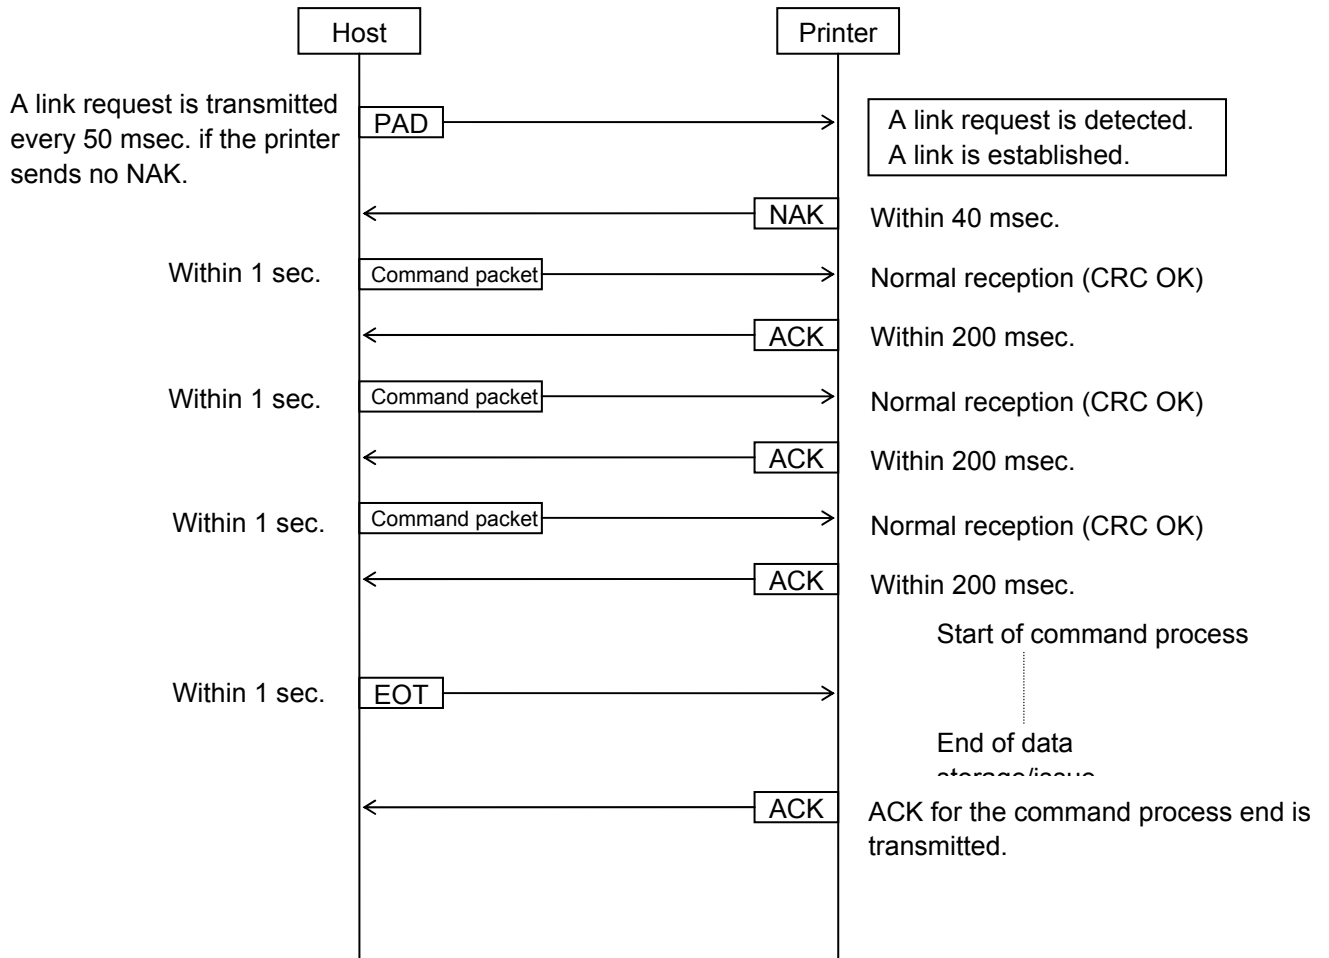 Host
Printer
A link request is transmitted
every 50 msec. if the printer
sends no NAK.
PAD
A link request is detected.
A link is established.
NAK
Within 40 msec.
Within 1 sec.
Command packet
Normal reception (CRC OK)
ACK
Within 200 msec.
Within 1 sec.
Command packet
Normal reception (CRC OK)
ACK
Within 200 msec.
Within 1 sec.
Command packet
Normal reception (CRC OK)
ACK
Within 200 msec.
Start of command process
Within 1 sec.
EOT
End of data
storage/issue
ACK
ACK for the command process end is
transmitted.